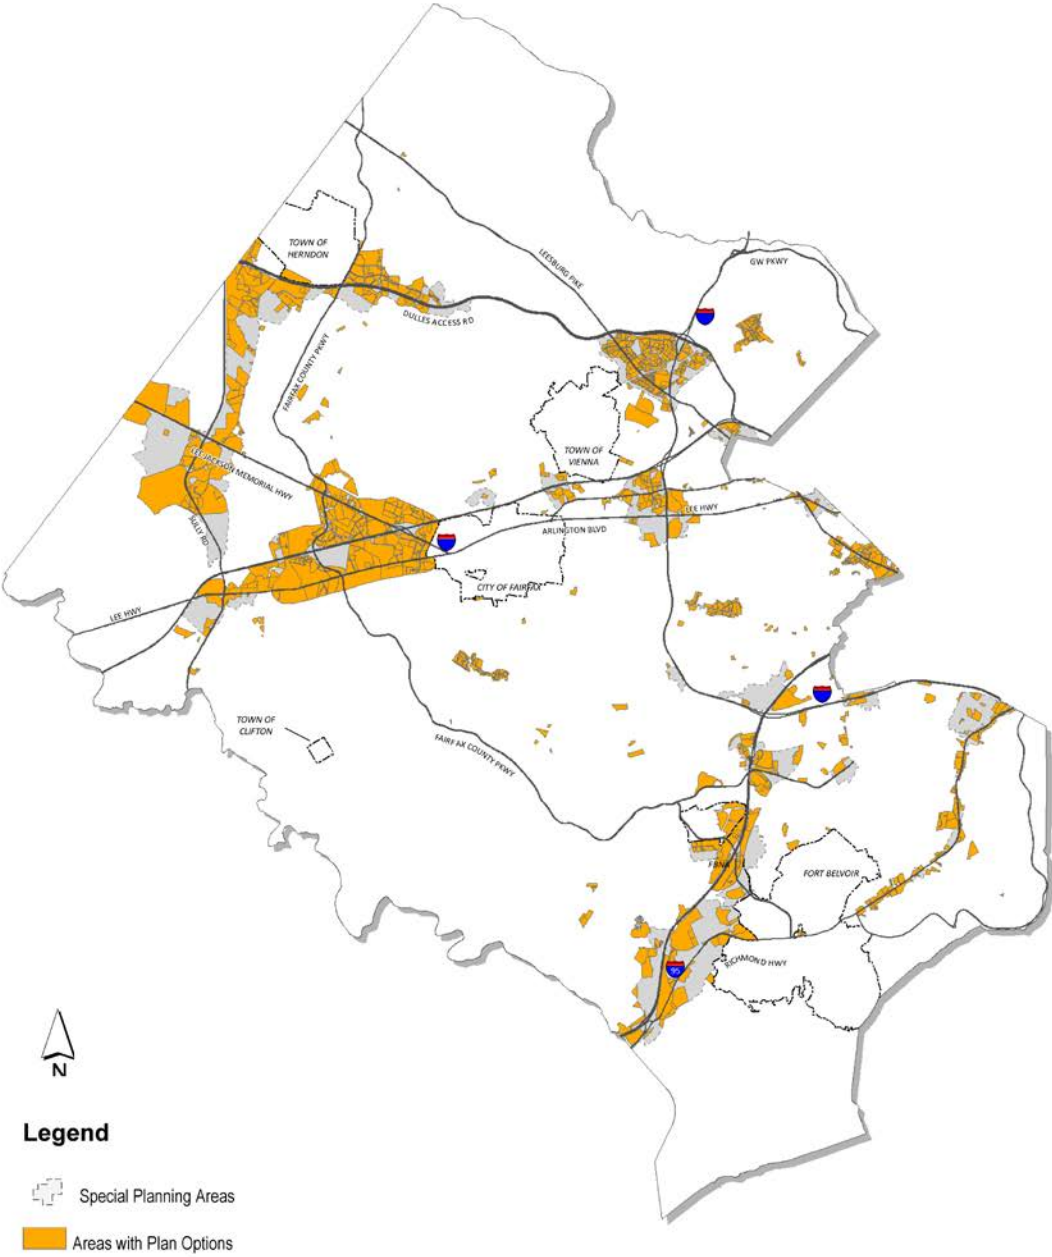 TOWN OF
HERNDON
LEESBURG PIKE
GW PKWY
DULLES ACCESS RD
FAIRFAX COUNTY PKWY
TOWN OF
VIENNA
LEE JACKSON MEMORIAL HWY
SULLY RD
LEE HWY
ARLINGTON BLVD
CITY OF FAIRFAX
LEE HWY
TOWN OF
CLIFTON
FAIRFAX COUNTY PKWY
FORT BELVOIR
RICHMOND HWY
95
N
Legend
Special Planning Areas
Areas with Plan Options